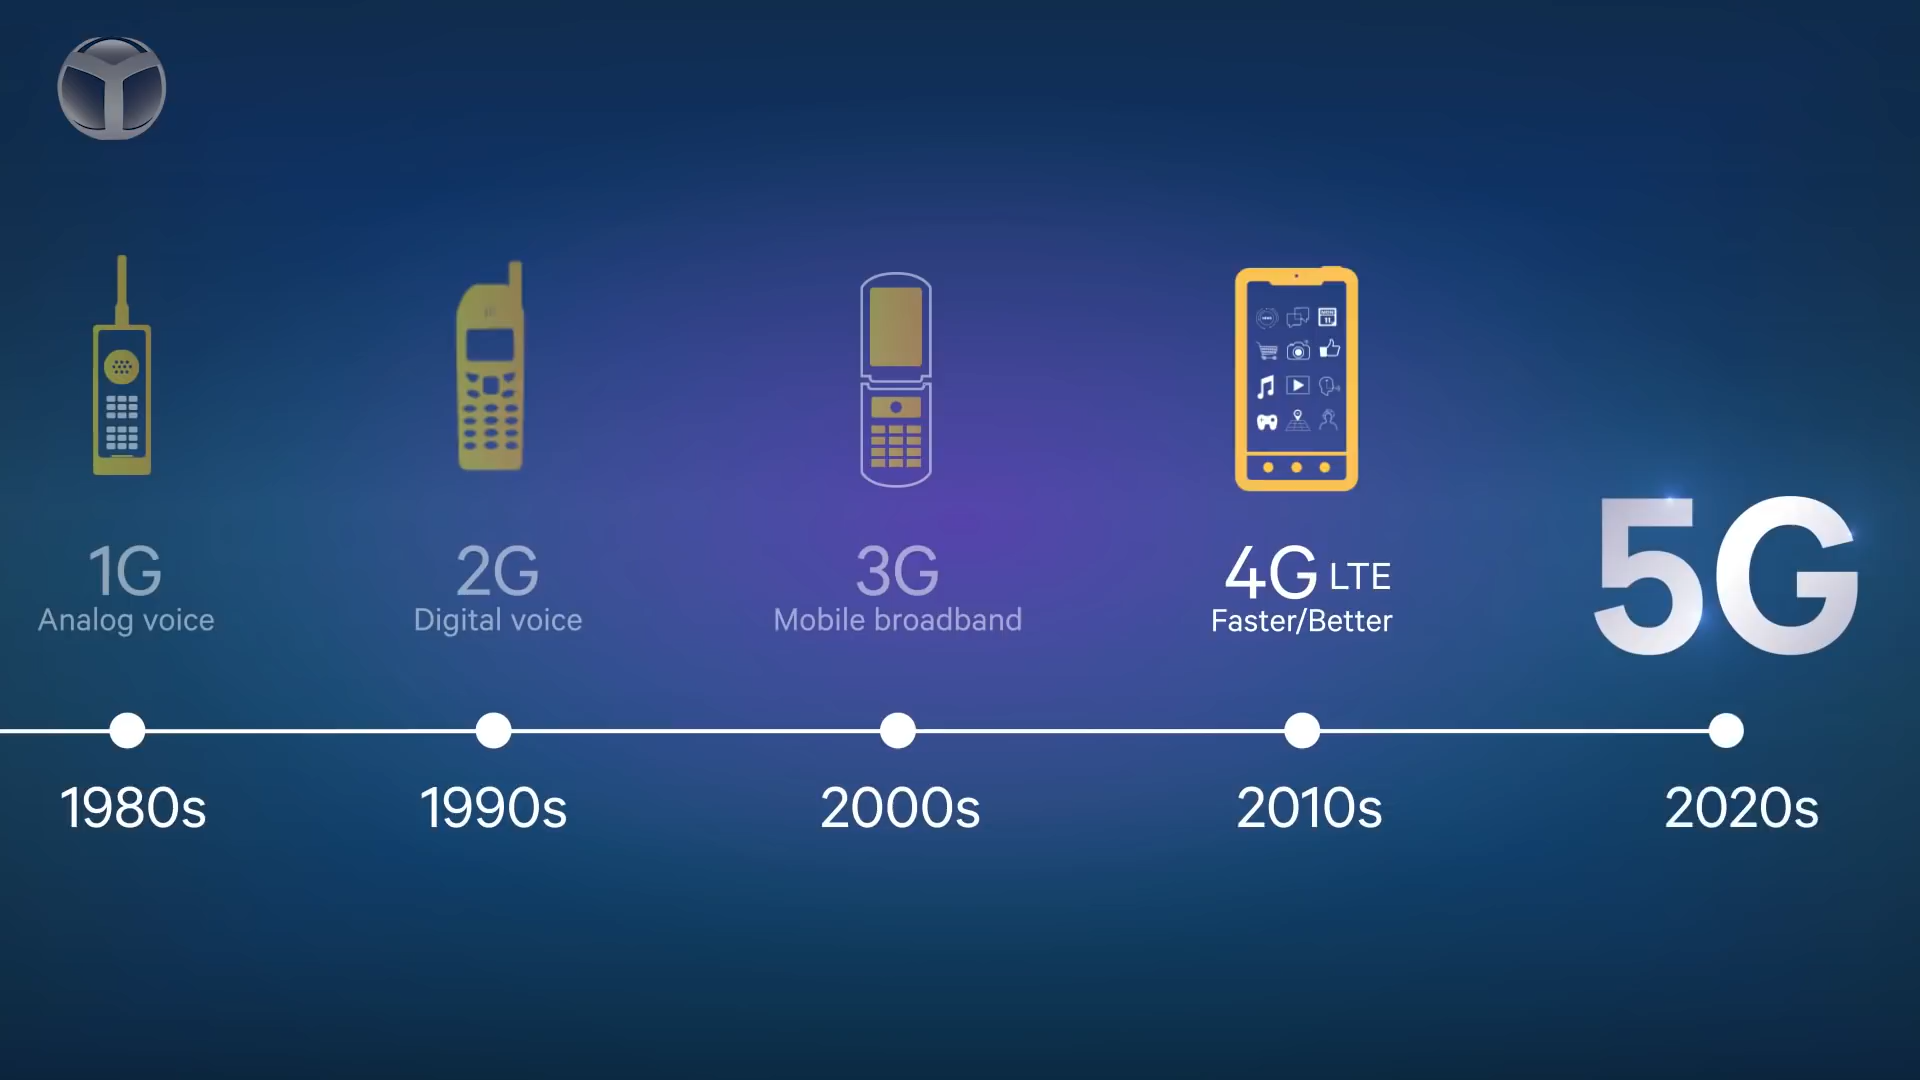 1G
Analog voice
2G
Digital voice
3G
Mobile broadband
4G LTE
Faster/Better
5G
1980s
1990s
2000s
2010s
2020s